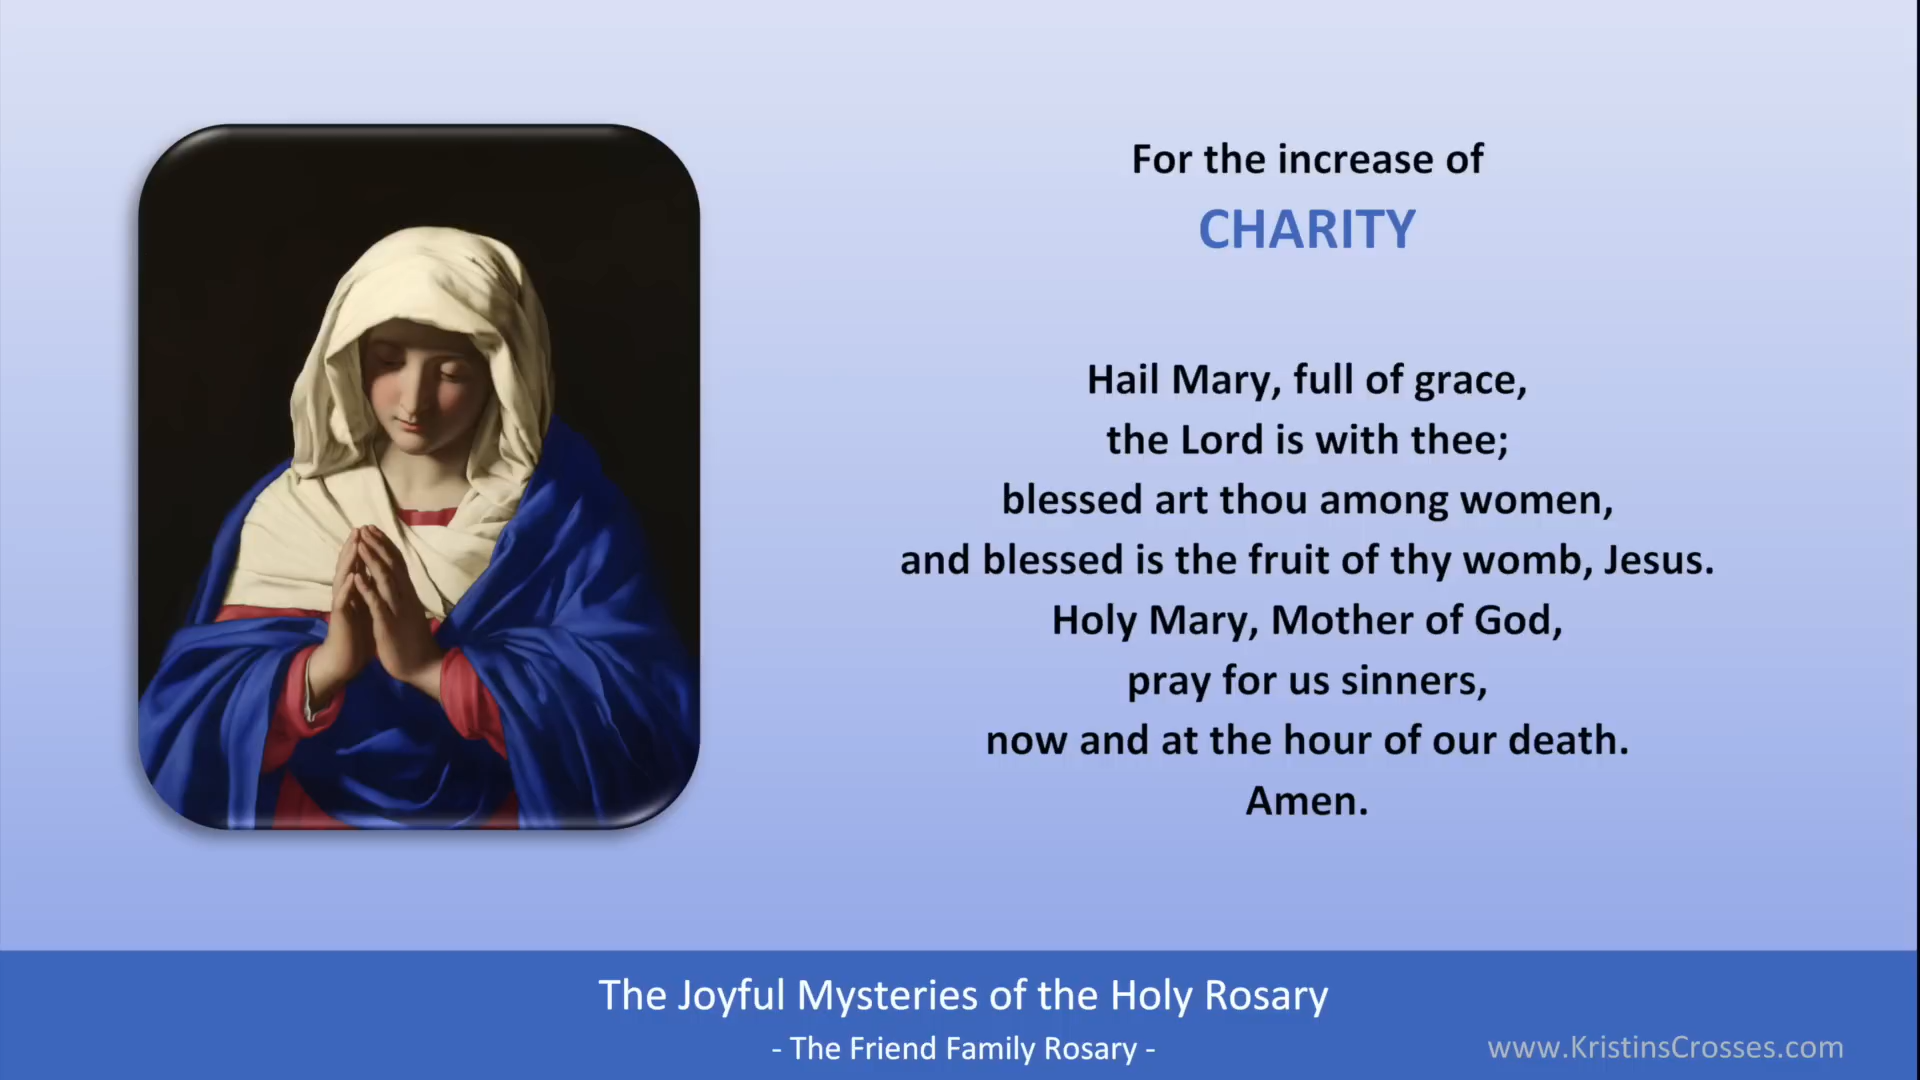 For the increase of
CHARITY
Hail Mary, full of grace,
the Lord is with thee;
blessed art thou among women,
and blessed is the fruit of thy womb, Jesus.
Holy Mary, Mother of God,
pray for us sinners,
now and at the hour of our death.
Amen.
The Joyful Mysteries of the Holy Rosary
- The Friend Family Rosary -
www.KristinsCrosses.com